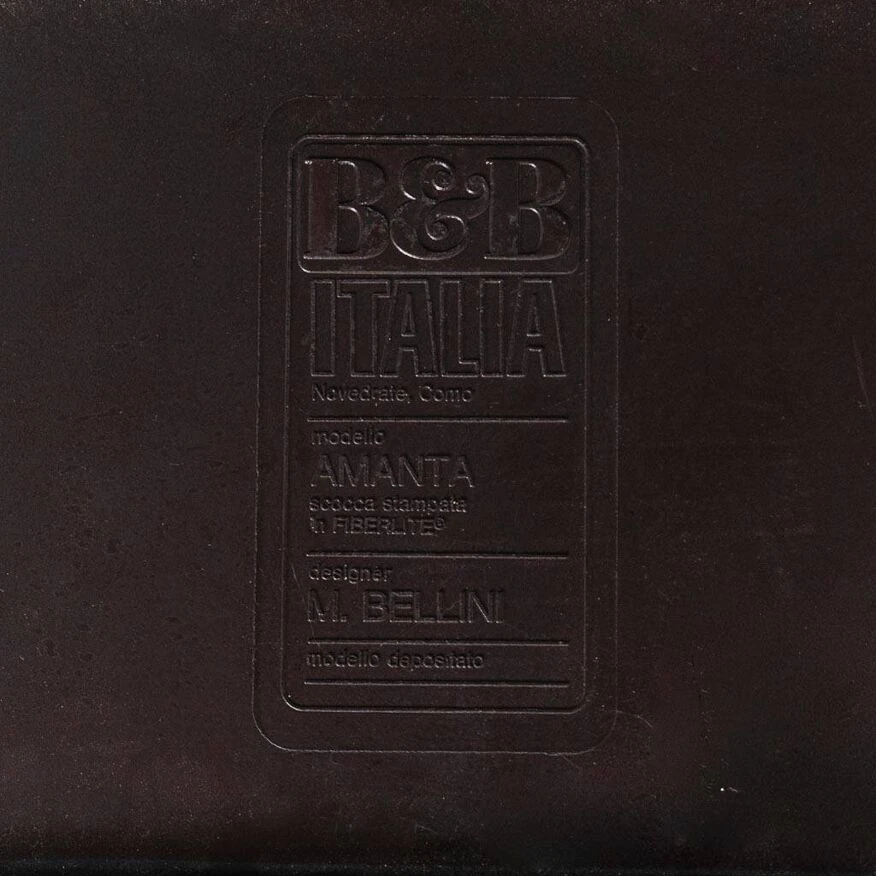 B&B
ITALIA
Novedrate, Como
modello
AMANTA
scocca stampata
in FIBERLITE®
designer
M. BELLINI
modello depositato